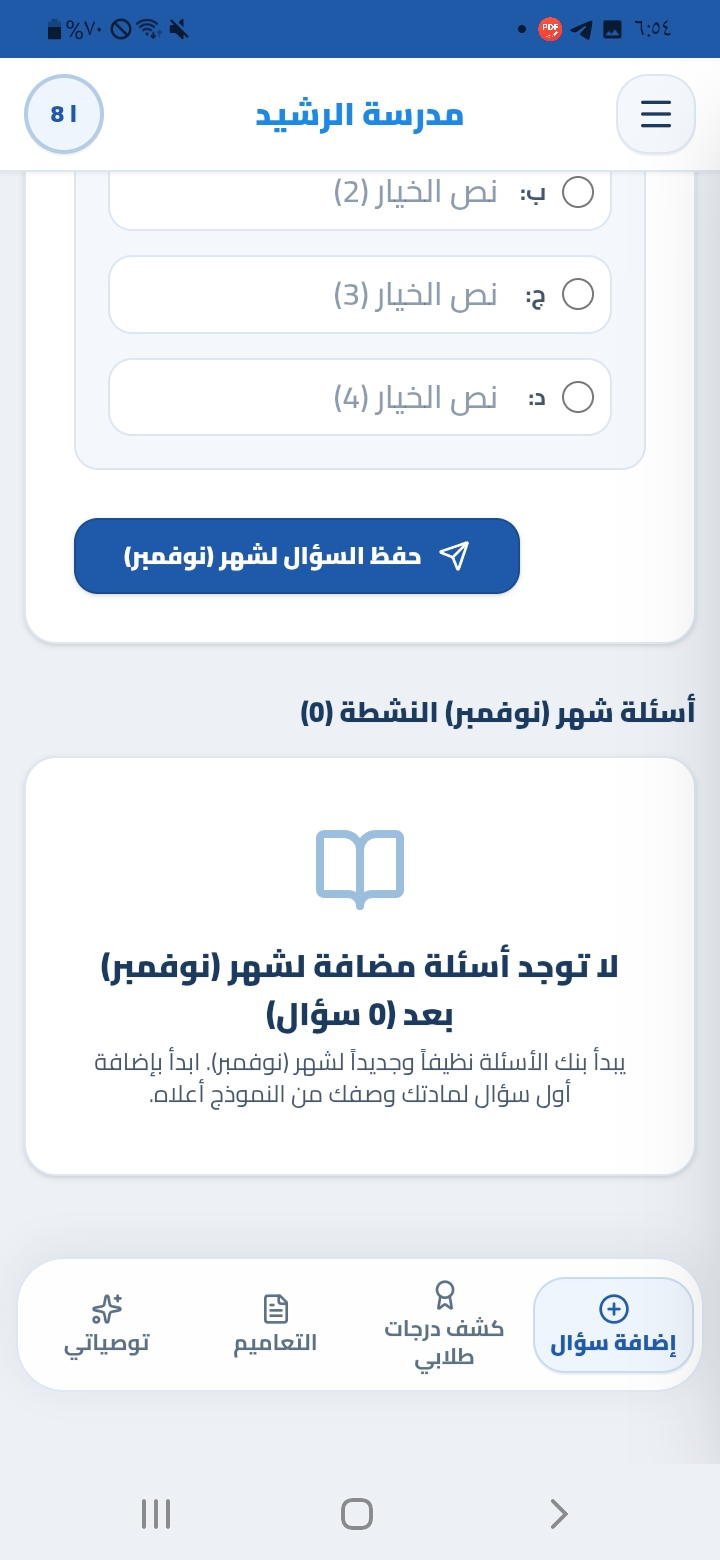 ٦:٥٤
PDF
%٧٠
مدرسة الرشيد
8 ا
ب: نص الخيار (2)
ج: نص الخيار (3)
د: نص الخيار (4)
حفظ السؤال لشهر (نوفمبر)
أسئلة شهر (نوفمبر) النشطة (0)
لا توجد أسئلة مضافة لشهر (نوفمبر)
بعد (0 سؤال)
يبدأ بنك الأسئلة نظيفاً وجديداً لشهر (نوفمبر). ابدأ بإضافة
أول سؤال لمادتك وصفك من النموذج أعلاه.
إضافة سؤال
كشف درجات
طلابي
التعاميم
توصياتي